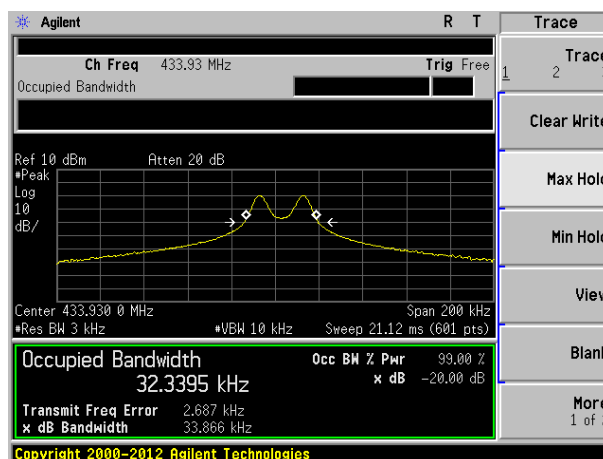 Agilent R T Trace
Ch Freq 433.93 MHz Trig Free
Occupied Bandwidth
Trace
1 2
Clear Write
Max Hold
Min Hold
View
Blank
More
1 of
Ref 10 dBm Atten 20 dB
#Peak
Log
10
dB/
Center 433.930 0 MHz Span 200 kHz
#Res BW 3 kHz #VBW 10 kHz Sweep 21.12 ms (601 pts)
Occupied Bandwidth Occ BW % Pwr 99.00 %
32.3395 kHz x dB -20.00 dB
Transmit Freq Error 2.687 kHz
x dB Bandwidth 33.866 kHz
Copyright 2000-2012 Agilent Technologies